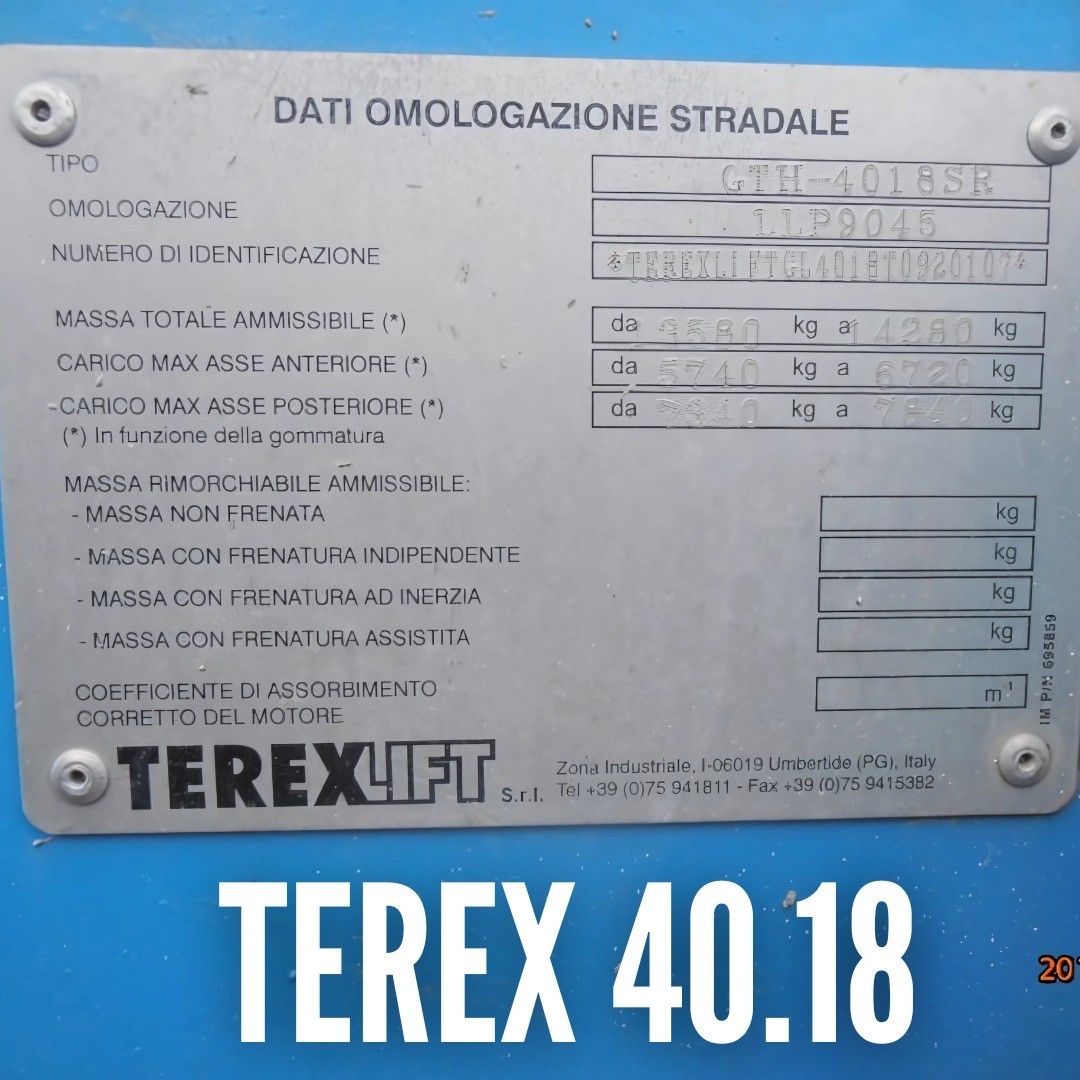 DATI OMOLOGAZIONE STRADALE
TIPO GTH-4018SR
OMOLOGAZIONE LLP9045
NUMERO DI IDENTIFICAZIONE *TEREXLIFTGL4018T0920107*
MASSA TOTALE AMMISSIBILE (*) da 13580 kg a 14280 kg
CARICO MAX ASSE ANTERIORE (*) da 5740 kg a 6720 kg
-CARICO MAX ASSE POSTERIORE (*) da kg a kg
(*) In funzione della gommatura
MASSA RIMORCHIABILE AMMISSIBILE:
- MASSA NON FRENATA kg
- MASSA CON FRENATURA INDIPENDENTE kg
- MASSA CON FRENATURA AD INERZIA kg
- MASSA CON FRENATURA ASSISTITA kg
COEFFICIENTE DI ASSORBIMENTO
CORRETTO DEL MOTORE m⁻¹
IM P/N 695859
TEREXLIFT S.r.l.
Zona Industriale, I-06019 Umbertide (PG), Italy
Tel +39 (0)75 941811 - Fax +39 (0)75 9415382
TEREX 40.18